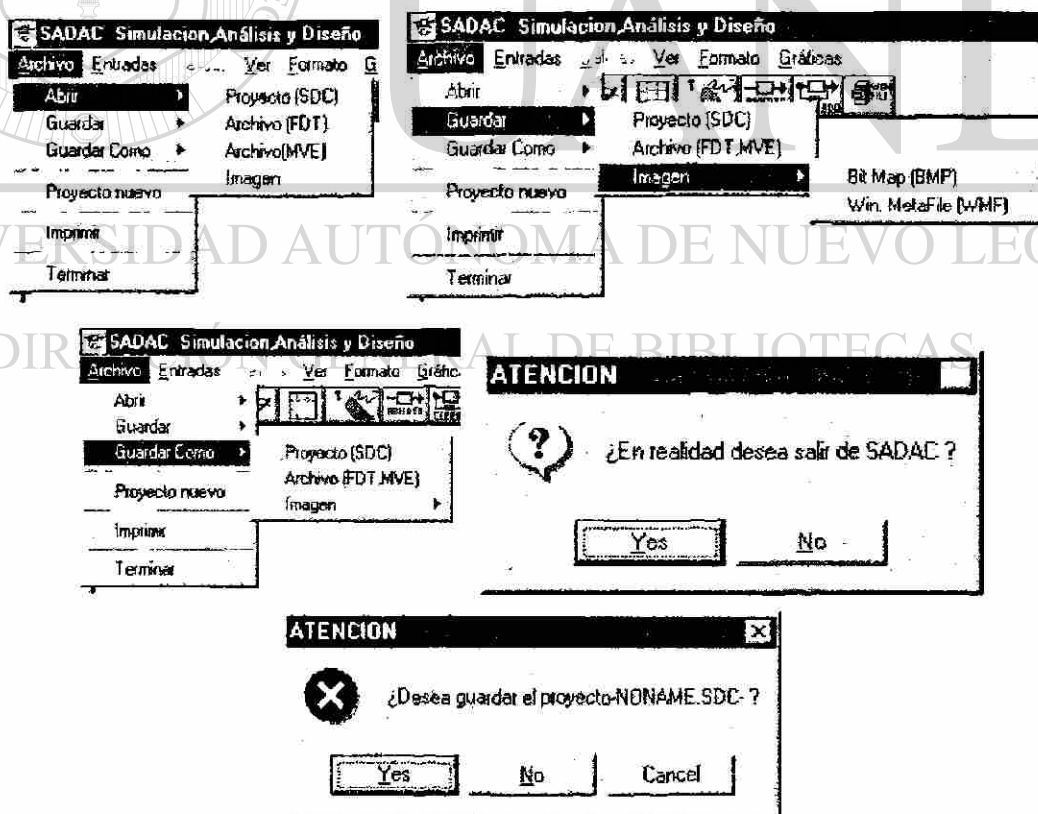 UANL
SADAC Simulacion,Análisis y Diseño
Archivo Entradas Ver Formato G
Abrir
Guardar
Guardar Como
Proyecto nuevo
Imprimir
Terminar
Proyecto (SDC)
Archivo (FDT)
Archivo(MVE)
Imagen
SADAC Simulacion,Análisis y Diseño
Archivo Entradas Ver Formato Gráficas
Abrir
Guardar
Guardar Como
Proyecto nuevo
Imprimir
Terminar
Proyecto (SDC)
Archivo (FDT,MVE)
Imagen
Bit Map (BMP)
Win. MetaFile (WMF)
VERSIDAD AUTÓNOMA DE NUEVO LEÓ
SADAC Simulacion,Análisis y Diseño
Archivo Entradas Ver Formato Gráfic
Abrir
Guardar
Guardar Como
Proyecto nuevo
Imprimir
Terminar
Proyecto (SDC)
Archivo (FDT,MVE)
Imagen
DIRECCIÓN GENERAL DE BIBLIOTECAS
ATENCION
¿En realidad desea salir de SADAC ?
Yes No
ATENCION
¿Desea guardar el proyecto-NONAME.SDC- ?
Yes No Cancel